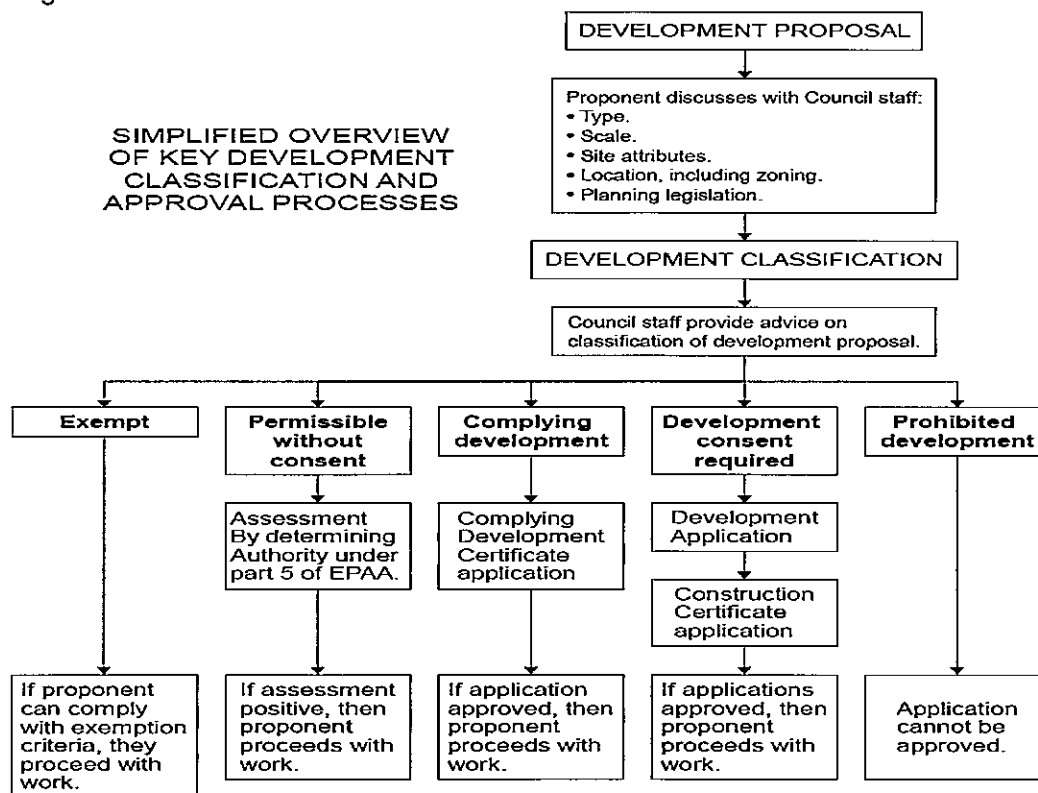 DEVELOPMENT PROPOSAL
Proponent discusses with Council staff:
• Type.
• Scale.
• Site attributes.
• Location, including zoning.
• Planning legislation.
SIMPLIFIED OVERVIEW
OF KEY DEVELOPMENT
CLASSIFICATION AND
APPROVAL PROCESSES
DEVELOPMENT CLASSIFICATION
Council staff provide advice on
classification of development proposal.
Exempt
Permissible
without
consent
Complying
development
Development
consent
required
Prohibited
development
Assessment
By determining
Authority under
part 5 of EPAA.
Complying
Development
Certificate
application
Development
Application
Construction
Certificate
application
If proponent
can comply
with exemption
criteria, they
proceed with
work.
If assessment
positive, then
proponent
proceeds with
work.
If application
approved, then
proponent
proceeds with
work.
If applications
approved, then
proponent
proceeds with
work.
Application
cannot be
approved.